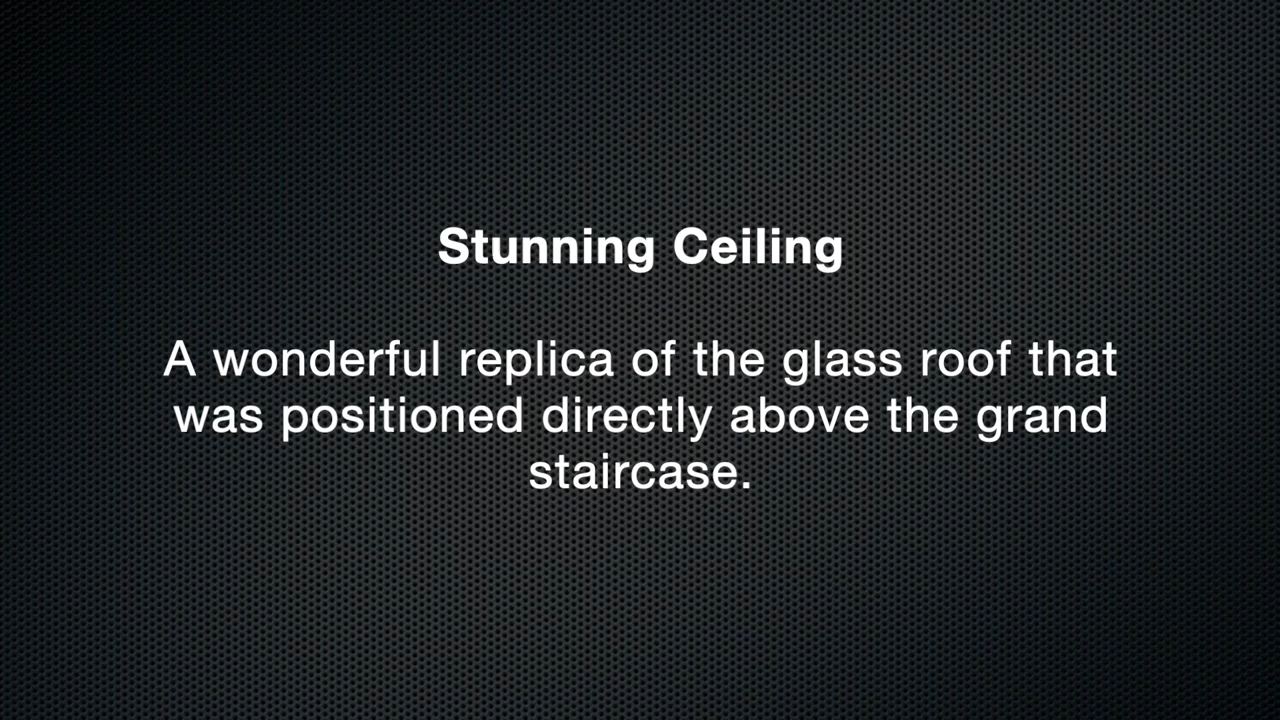 Stunning Ceiling
A wonderful replica of the glass roof that
was positioned directly above the grand
staircase.